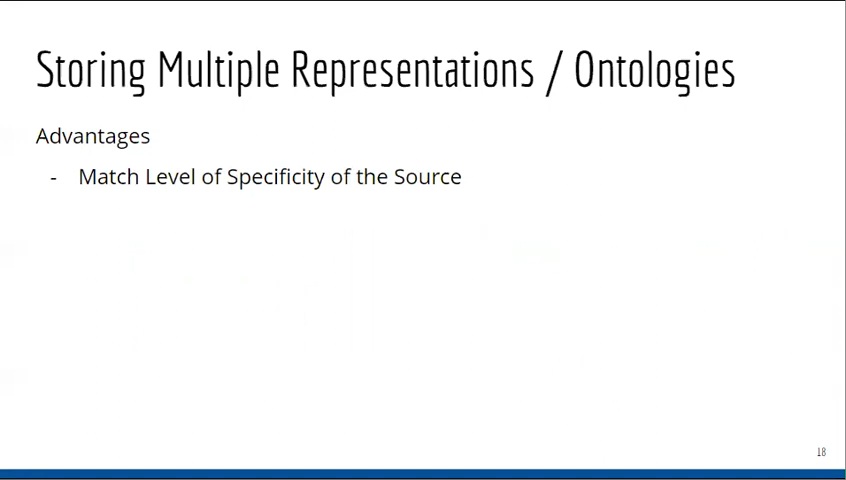 Storing Multiple Representations / Ontologies
Advantages
- Match Level of Specificity of the Source
18